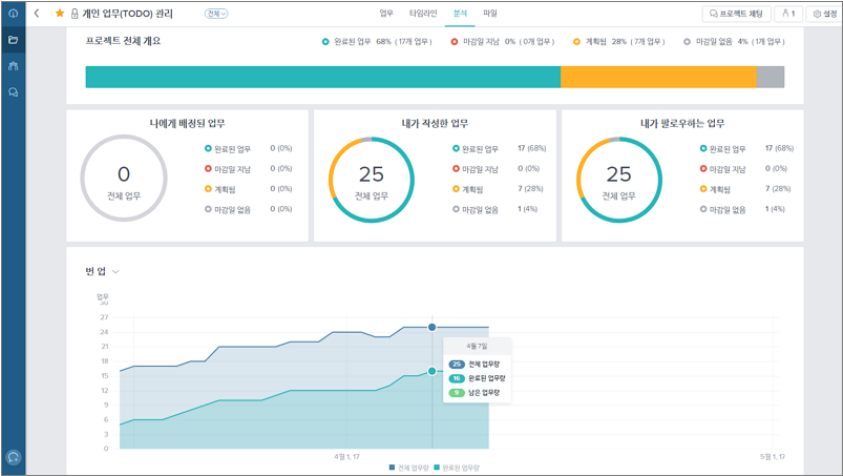 개인 업무(TODO) 관리 전체 업무 타임라인 분석 파일 프로젝트 채팅 1 설정
프로젝트 전체 개요 완료된 업무 68% (17개 업무) 마감일 지남 0% (0개 업무) 계획됨 28% (7개 업무) 마감일 없음 4% (1개 업무)
나에게 배정된 업무
0
전체 업무
완료된 업무 0 (0%)
마감일 지남 0 (0%)
계획됨 0 (0%)
마감일 없음 0 (0%)
내가 작성한 업무
25
전체 업무
완료된 업무 17 (68%)
마감일 지남 0 (0%)
계획됨 7 (28%)
마감일 없음 1 (4%)
내가 팔로우하는 업무
25
전체 업무
완료된 업무 17 (68%)
마감일 지남 0 (0%)
계획됨 7 (28%)
마감일 없음 1 (4%)
번 업
업무
30
27
24
21
18
15
12
9
6
3
0
4월 7일
25 전체 업무량
16 완료된 업무량
9 남은 업무량
4월 1, 17 5월 1, 17
전체 업무량 완료된 업무량